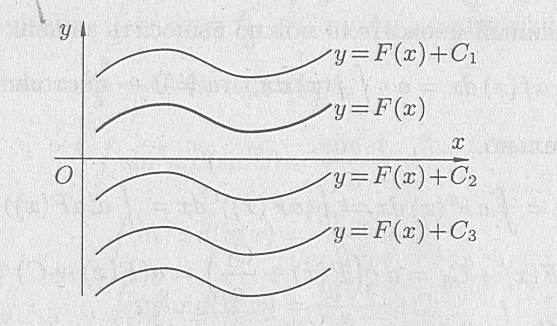 y
y = F(x) + C₁
y = F(x)
x
O
y = F(x) + C₂
y = F(x) + C₃